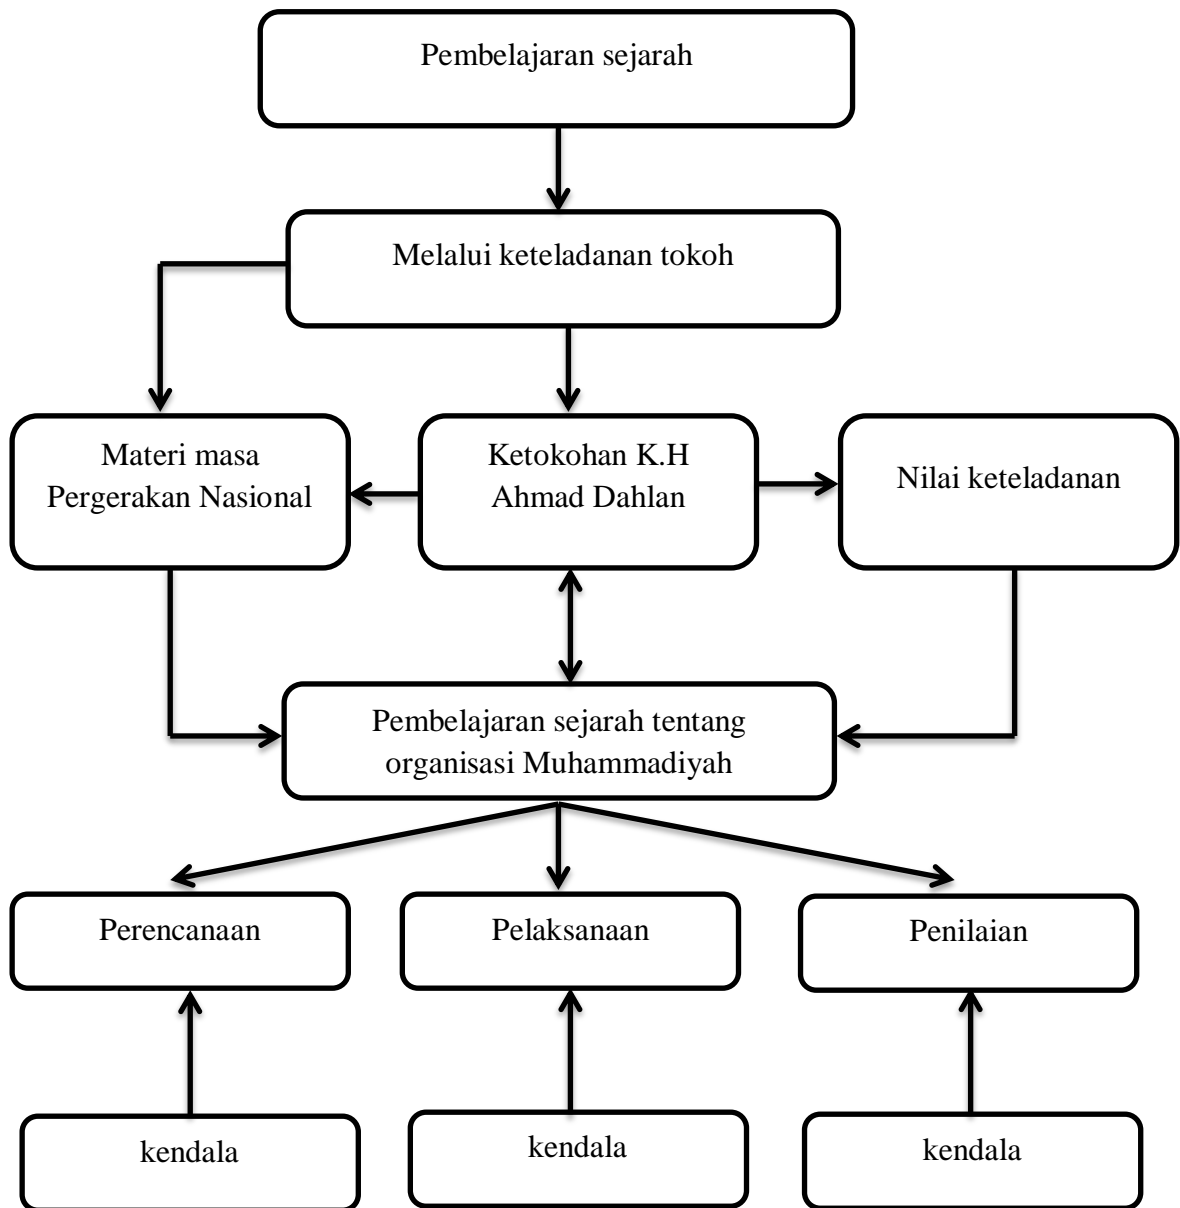 Pembelajaran sejarah
Melalui keteladanan tokoh
Materi masa
Pergerakan Nasional
Ketokohan K.H
Ahmad Dahlan
Nilai keteladanan
Pembelajaran sejarah tentang
organisasi Muhammadiyah
Perencanaan
Pelaksanaan
Penilaian
kendala
kendala
kendala